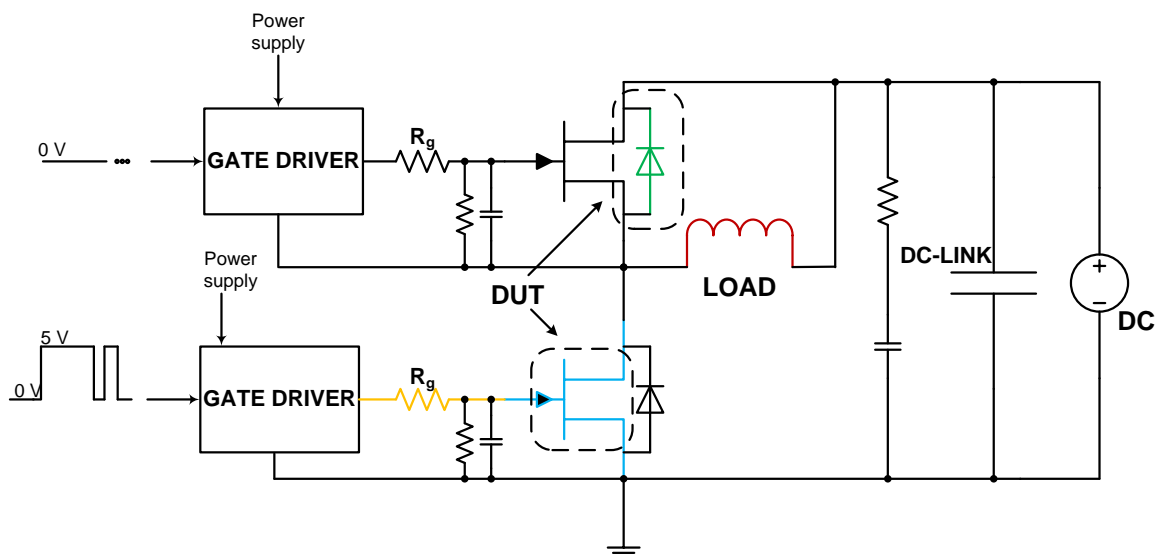 Power
supply
0 V
GATE DRIVER
Rg
DC-LINK
LOAD
DUT
DC
Power
supply
5 V
0 V
GATE DRIVER
Rg